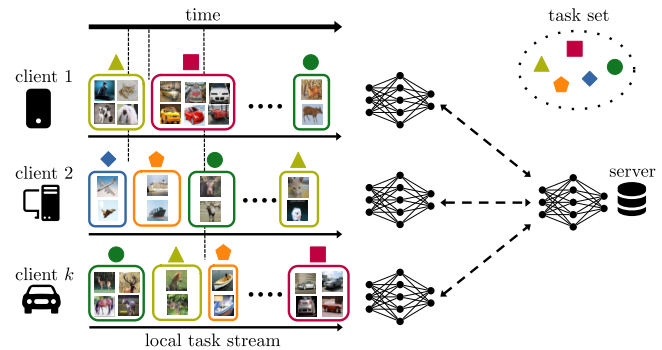 time
task set
client 1
client 2
server
client k
local task stream